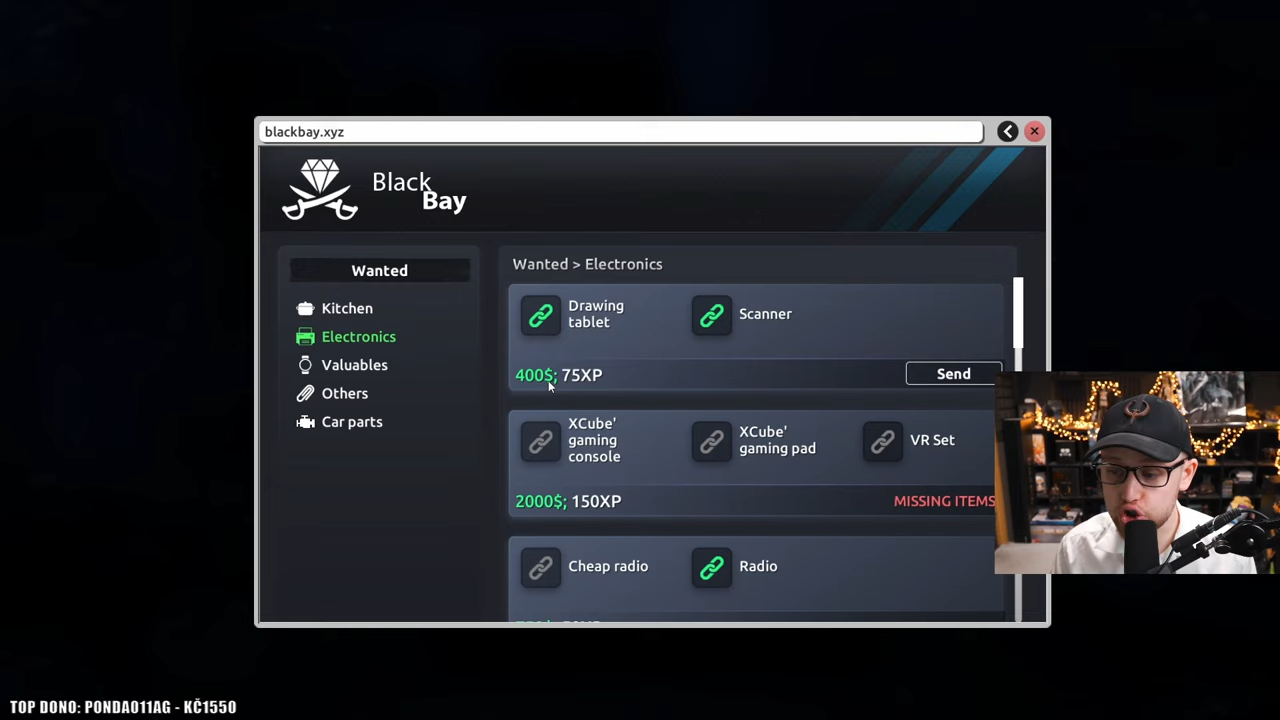 blackbay.xyz
Black
Bay
Wanted
Kitchen
Electronics
Valuables
Others
Car parts
Wanted > Electronics
Drawing
tablet
Scanner
400$; 75XP
Send
XCube'
gaming
console
XCube'
gaming pad
VR Set
2000$; 150XP
MISSING ITEMS
Cheap radio
Radio
TOP DONO: PONDA011AG - KČ1550